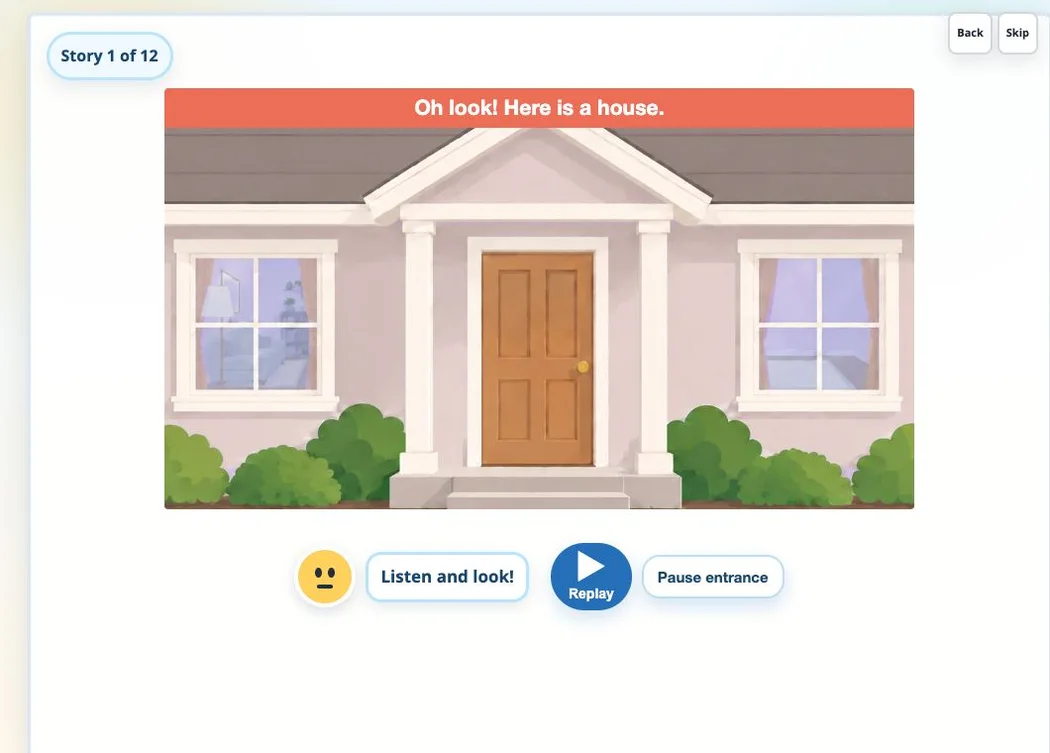 Back
Skip
Story 1 of 12
Oh look! Here is a house.
Listen and look!
Replay
Pause entrance